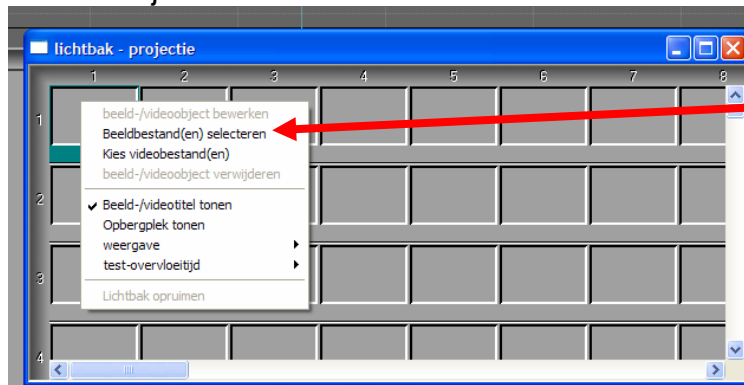 lichtbak - projectie
1 2 3 4 5 6 7 8
1
beeld-/videoobject bewerken
Beeldbestand(en) selecteren
Kies videobestand(en)
beeld-/videoobject verwijderen
2
Beeld-/videotitel tonen
Opbergplek tonen
weergave
test-overvloeitijd
3
Lichtbak opruimen
4